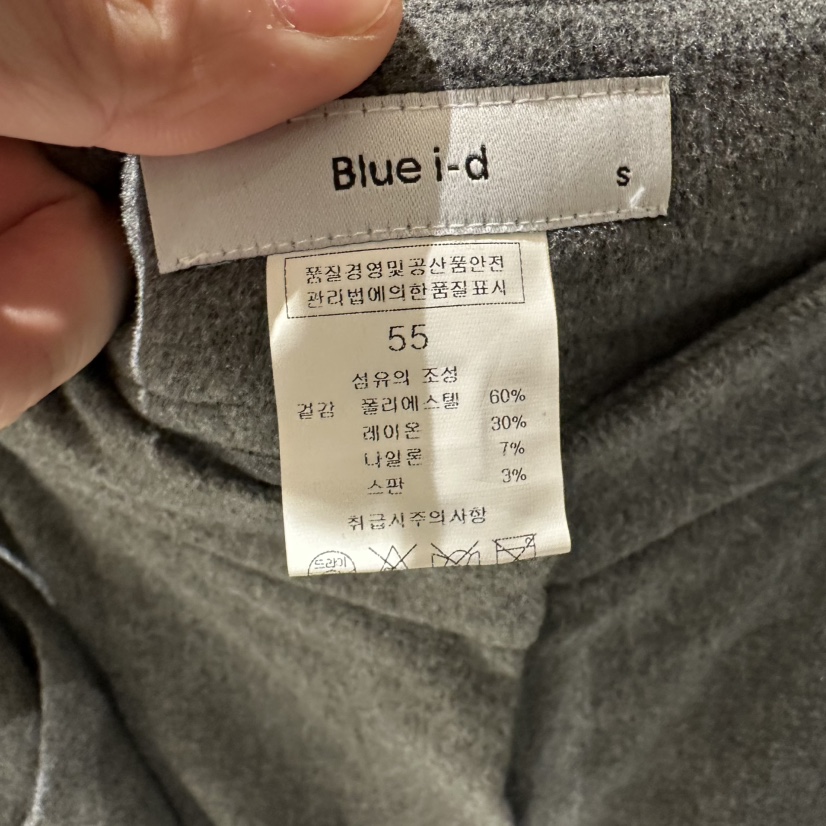 Blue i-d
s
품질경영및공산품안전
관리법에의한품질표시
55
섬유의 조성
겉감 폴리에스텔 60%
레이온 30%
나일론 7%
스판 3%
취급시주의사항
드라이